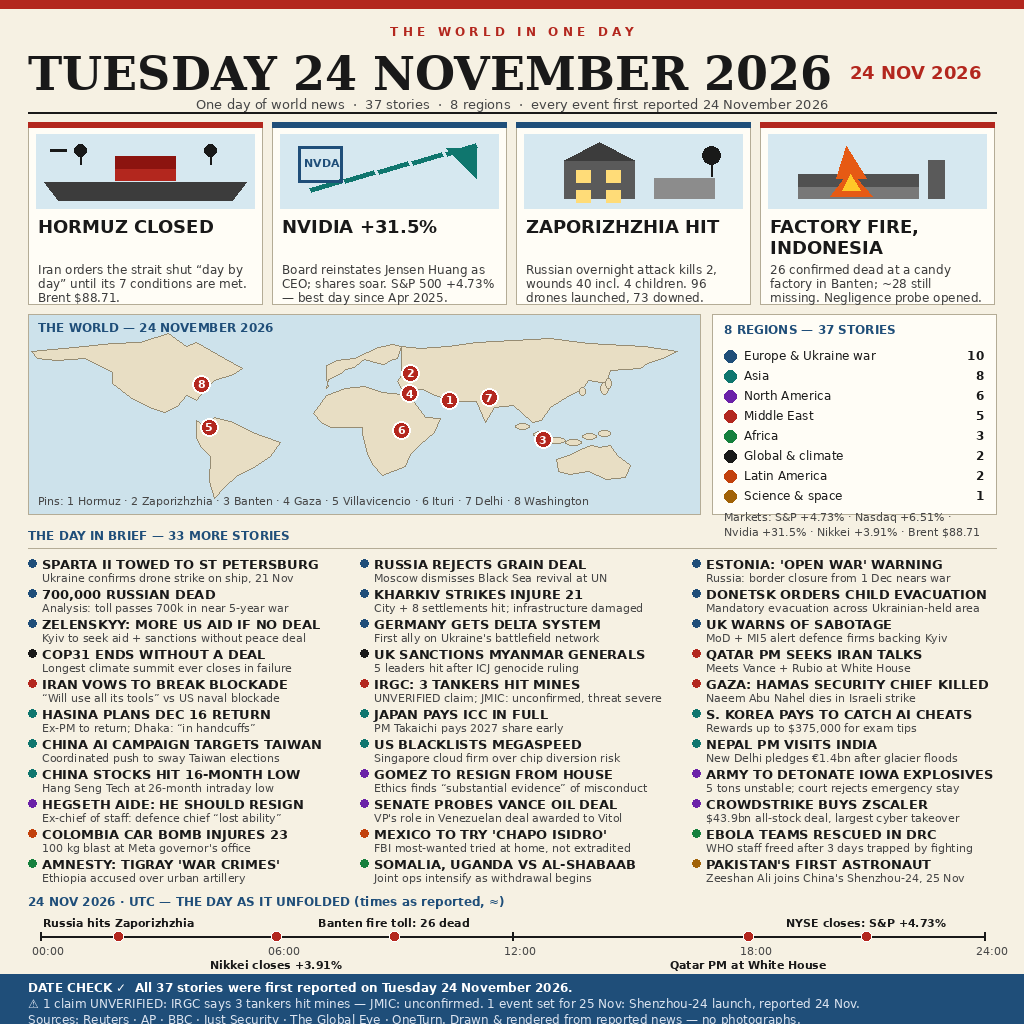 THE WORLD IN ONE DAY
TUESDAY 24 NOVEMBER 2026
24 NOV 2026
One day of world news · 37 stories · 8 regions · every event first reported 24 November 2026
HORMUZ CLOSED
Iran orders the strait shut “day by
day” until its 7 conditions are met.
Brent $88.71.
NVDA
NVIDIA +31.5%
Board reinstates Jensen Huang as
CEO; shares soar. S&P 500 +4.73%
— best day since Apr 2025.
ZAPORIZHZHIA HIT
Russian overnight attack kills 2,
wounds 40 incl. 4 children. 96
drones launched, 73 downed.
FACTORY FIRE,
INDONESIA
26 confirmed dead at a candy
factory in Banten; ~28 still
missing. Negligence probe opened.
THE WORLD — 24 NOVEMBER 2026
8
2
4
1
7
5
6
3
Pins: 1 Hormuz · 2 Zaporizhzhia · 3 Banten · 4 Gaza · 5 Villavicencio · 6 Ituri · 7 Delhi · 8 Washington
8 REGIONS — 37 STORIES
Europe & Ukraine war 10
Asia 8
North America 6
Middle East 5
Africa 3
Global & climate 2
Latin America 2
Science & space 1
Markets: S&P +4.73% · Nasdaq +6.51% ·
Nvidia +31.5% · Nikkei +3.91% · Brent $88.71
THE DAY IN BRIEF — 33 MORE STORIES
SPARTA II TOWED TO ST PETERSBURG
Ukraine confirms drone strike on ship, 21 Nov
700,000 RUSSIAN DEAD
Analysis: toll passes 700k in near 5-year war
ZELENSKYY: MORE US AID IF NO DEAL
Kyiv to seek aid + sanctions without peace deal
COP31 ENDS WITHOUT A DEAL
Longest climate summit ever closes in failure
IRAN VOWS TO BREAK BLOCKADE
“Will use all its tools” vs US naval blockade
HASINA PLANS DEC 16 RETURN
Ex-PM to return; Dhaka: “in handcuffs”
CHINA AI CAMPAIGN TARGETS TAIWAN
Coordinated push to sway Taiwan elections
CHINA STOCKS HIT 16-MONTH LOW
Hang Seng Tech at 26-month intraday low
HEGSETH AIDE: HE SHOULD RESIGN
Ex-chief of staff: defence chief “lost ability”
COLOMBIA CAR BOMB INJURES 23
100 kg blast at Meta governor's office
AMNESTY: TIGRAY 'WAR CRIMES'
Ethiopia accused over urban artillery
RUSSIA REJECTS GRAIN DEAL
Moscow dismisses Black Sea revival at UN
KHARKIV STRIKES INJURE 21
City + 8 settlements hit; infrastructure damaged
GERMANY GETS DELTA SYSTEM
First ally on Ukraine's battlefield network
UK SANCTIONS MYANMAR GENERALS
5 leaders hit after ICJ genocide ruling
IRGC: 3 TANKERS HIT MINES
UNVERIFIED claim; JMIC: unconfirmed, threat severe
JAPAN PAYS ICC IN FULL
PM Takaichi pays 2027 share early
US BLACKLISTS MEGASPEED
Singapore cloud firm over chip diversion risk
GOMEZ TO RESIGN FROM HOUSE
Ethics finds “substantial evidence” of misconduct
SENATE PROBES VANCE OIL DEAL
VP's role in Venezuelan deal awarded to Vitol
MEXICO TO TRY 'CHAPO ISIDRO'
FBI most-wanted tried at home, not extradited
SOMALIA, UGANDA VS AL-SHABAAB
Joint ops intensify as withdrawal begins
ESTONIA: 'OPEN WAR' WARNING
Russia: border closure from 1 Dec nears war
DONETSK ORDERS CHILD EVACUATION
Mandatory evacuation across Ukrainian-held area
UK WARNS OF SABOTAGE
MoD + MI5 alert defence firms backing Kyiv
QATAR PM SEEKS IRAN TALKS
Meets Vance + Rubio at White House
GAZA: HAMAS SECURITY CHIEF KILLED
Naeem Abu Nahel dies in Israeli strike
S. KOREA PAYS TO CATCH AI CHEATS
Rewards up to $375,000 for exam tips
NEPAL PM VISITS INDIA
New Delhi pledges €1.4bn after glacier floods
ARMY TO DETONATE IOWA EXPLOSIVES
5 tons unstable; court rejects emergency stay
CROWDSTRIKE BUYS ZSCALER
$43.9bn all-stock deal, largest cyber takeover
EBOLA TEAMS RESCUED IN DRC
WHO staff freed after 3 days trapped by fighting
PAKISTAN'S FIRST ASTRONAUT
Zeeshan Ali joins China's Shenzhou-24, 25 Nov
24 NOV 2026 · UTC — THE DAY AS IT UNFOLDED (times as reported, ≈)
Russia hits Zaporizhzhia
Banten fire toll: 26 dead
NYSE closes: S&P +4.73%
00:00
06:00
12:00
18:00
24:00
Nikkei closes +3.91%
Qatar PM at White House
DATE CHECK ✓ All 37 stories were first reported on Tuesday 24 November 2026.
⚠ 1 claim UNVERIFIED: IRGC says 3 tankers hit mines — JMIC: unconfirmed. 1 event set for 25 Nov: Shenzhou-24 launch, reported 24 Nov.
Sources: Reuters · AP · BBC · Just Security · The Global Eye · OneTurn. Drawn & rendered from reported news — no photographs.